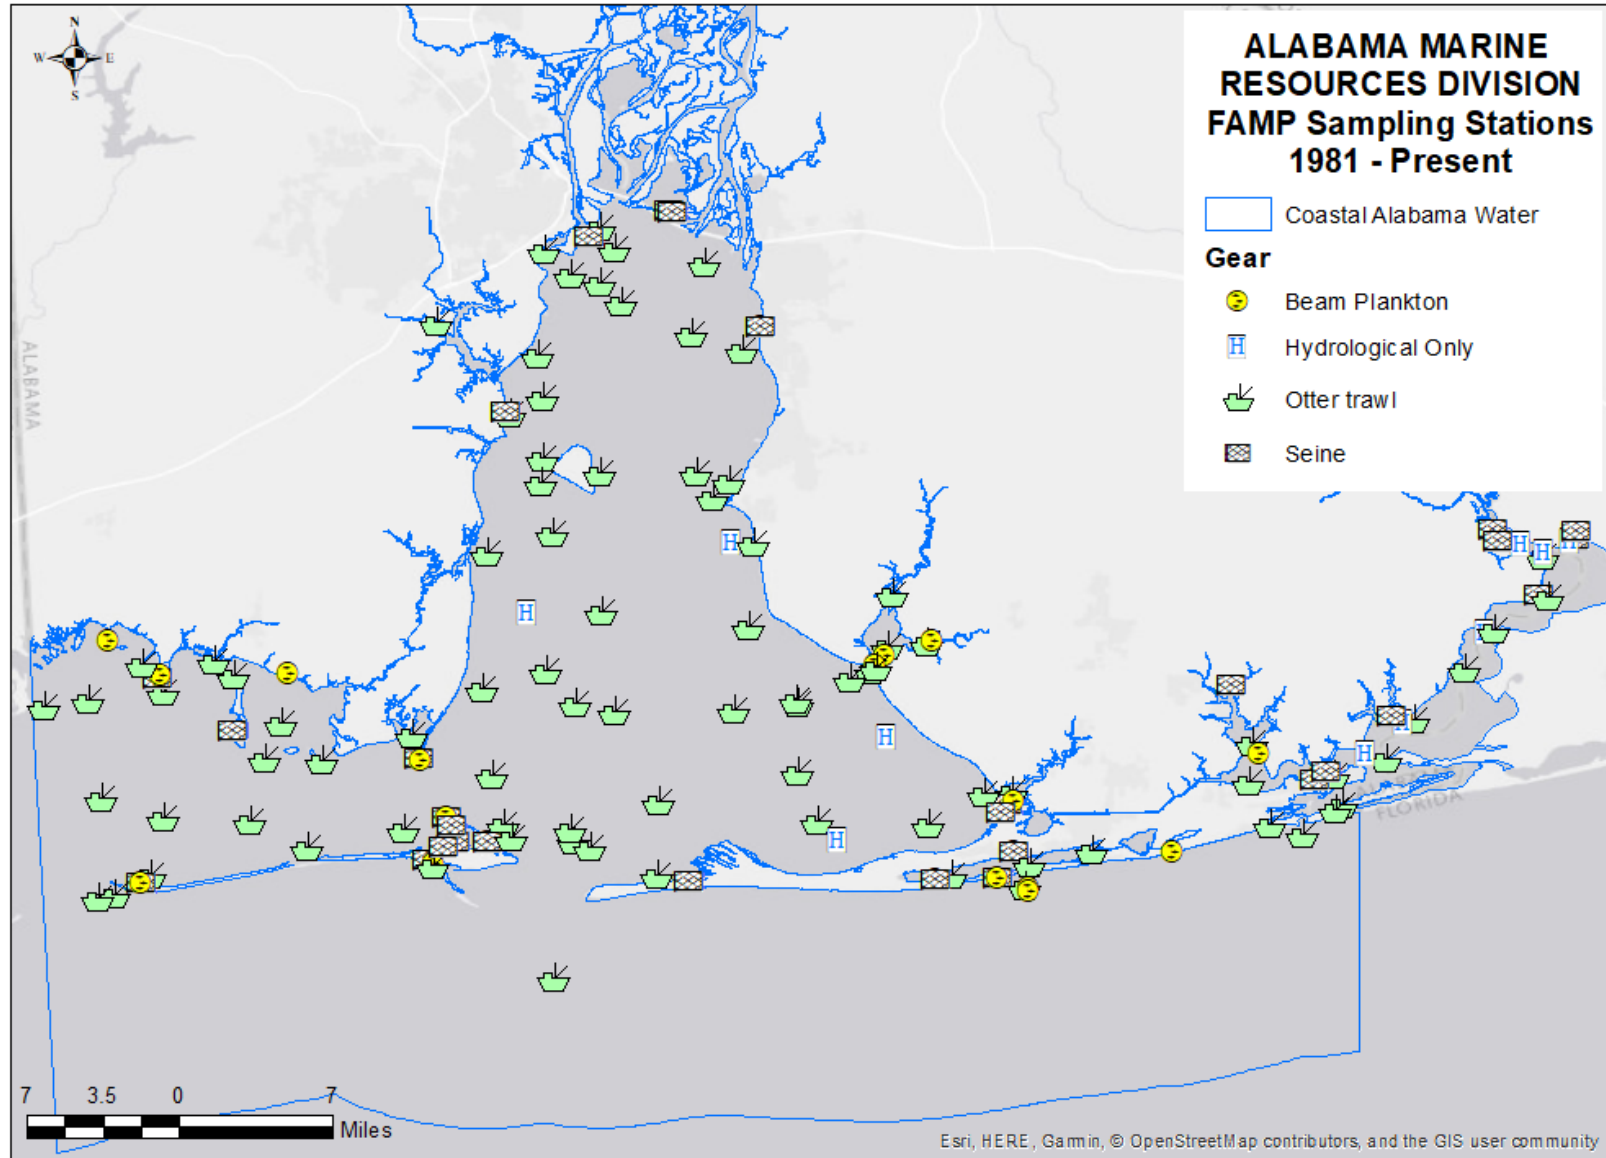 N
W E
S
ALABAMA MARINE
RESOURCES DIVISION
FAMP Sampling Stations
1981 - Present
Coastal Alabama Water
Gear
Beam Plankton
H Hydrological Only
Otter trawl
Seine
ALABAMA
H
H
H
H
H
H
H
FLORIDA
7 3.5 0 7
Miles
Esri, HERE, Garmin, © OpenStreetMap contributors, and the GIS user community